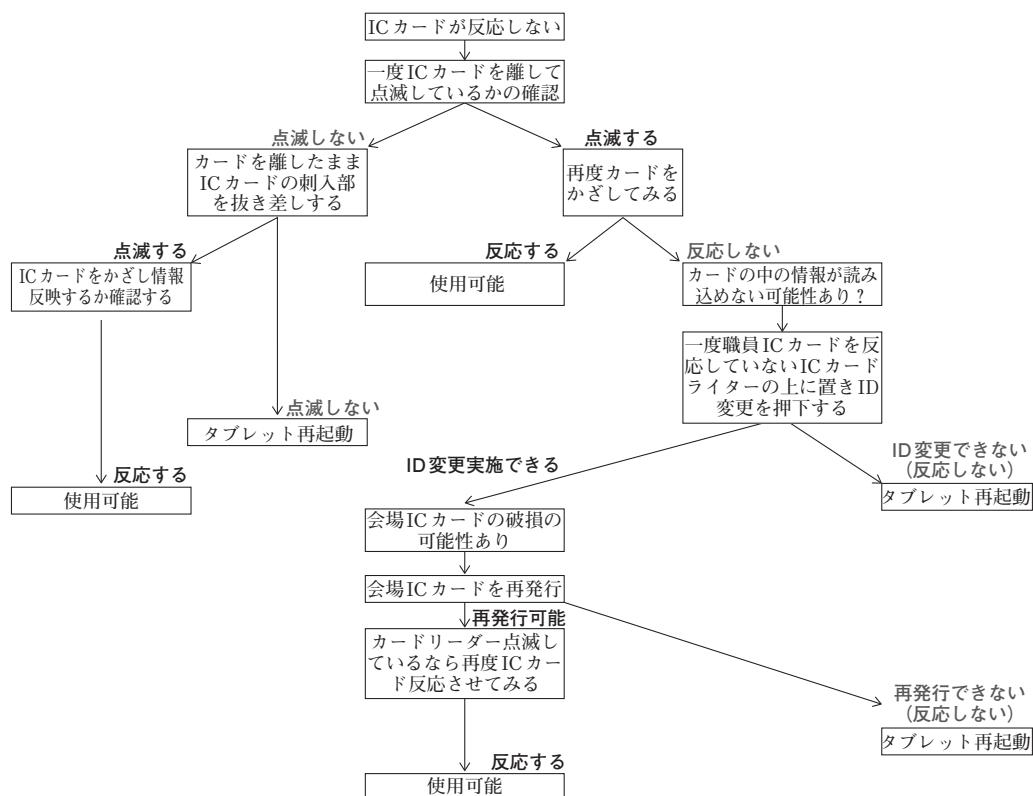 ICカードが反応しない
一度ICカードを離して
点滅しているかの確認
点滅しない
カードを離したまま
ICカードの刺入部
を抜き差しする
点滅する
再度カードを
かざしてみる
点滅する
ICカードをかざし情報
反映するか確認する
反応する
使用可能
反応しない
カードの中の情報が読み
込めない可能性あり？
一度職員ICカードを反
応していないICカード
ライターの上に置きID
変更を押下する
点滅しない
タブレット再起動
反応する
使用可能
ID変更実施できる
ID変更できない
（反応しない）
タブレット再起動
会場ICカードの破損の
可能性あり
会場ICカードを再発行
再発行可能
カードリーダー点滅し
ているなら再度ICカー
ド反応させてみる
再発行できない
（反応しない）
タブレット再起動
反応する
使用可能